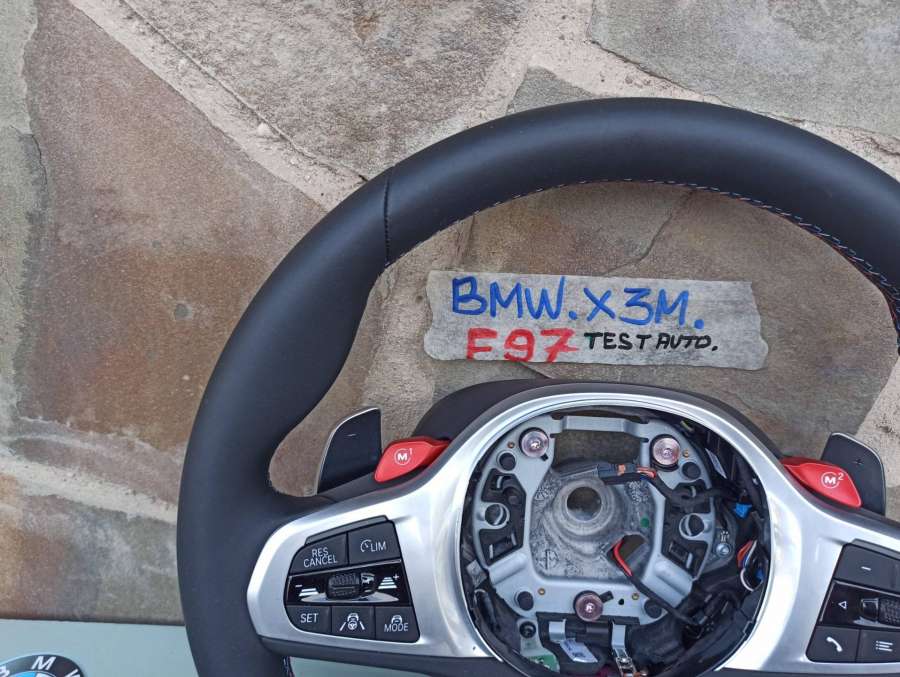 BMW. X3M.
F97 TEST AUTO.
M1
M2
RES
CANCEL
LIM
- +
SET
MODE
-
+
M W